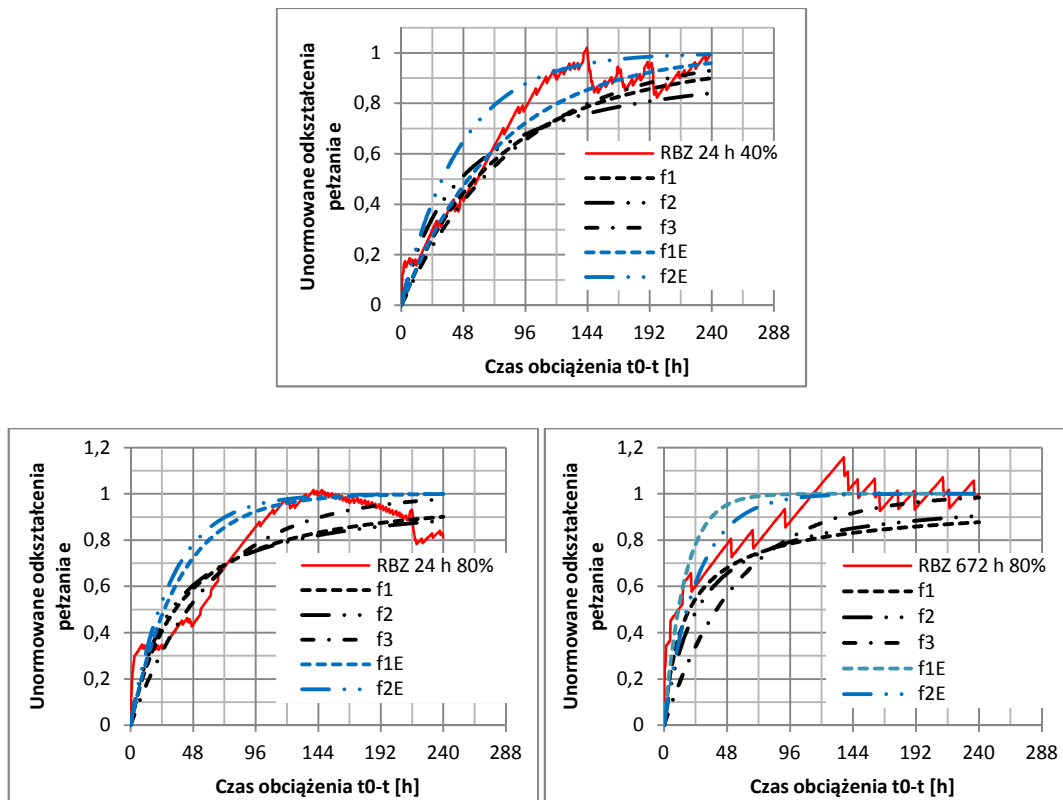 Unormowane odkształcenia
pełzania e
1
0,8
0,6
0,4
0,2
0
0 48 96 144 192 240 288
Czas obciążenia t0-t [h]
RBZ 24 h 40%
f1
f2
f3
f1E
f2E
Unormowane odkształcenia
pełzania e
1,2
1
0,8
0,6
0,4
0,2
0
0 48 96 144 192 240 288
Czas obciążenia t0-t [h]
RBZ 24 h 80%
f1
f2
f3
f1E
f2E
Unormowane odkształcenia
pełzania e
1,2
1
0,8
0,6
0,4
0,2
0
0 48 96 144 192 240 288
Czas obciążenia t0-t [h]
RBZ 672 h 80%
f1
f2
f3
f1E
f2E